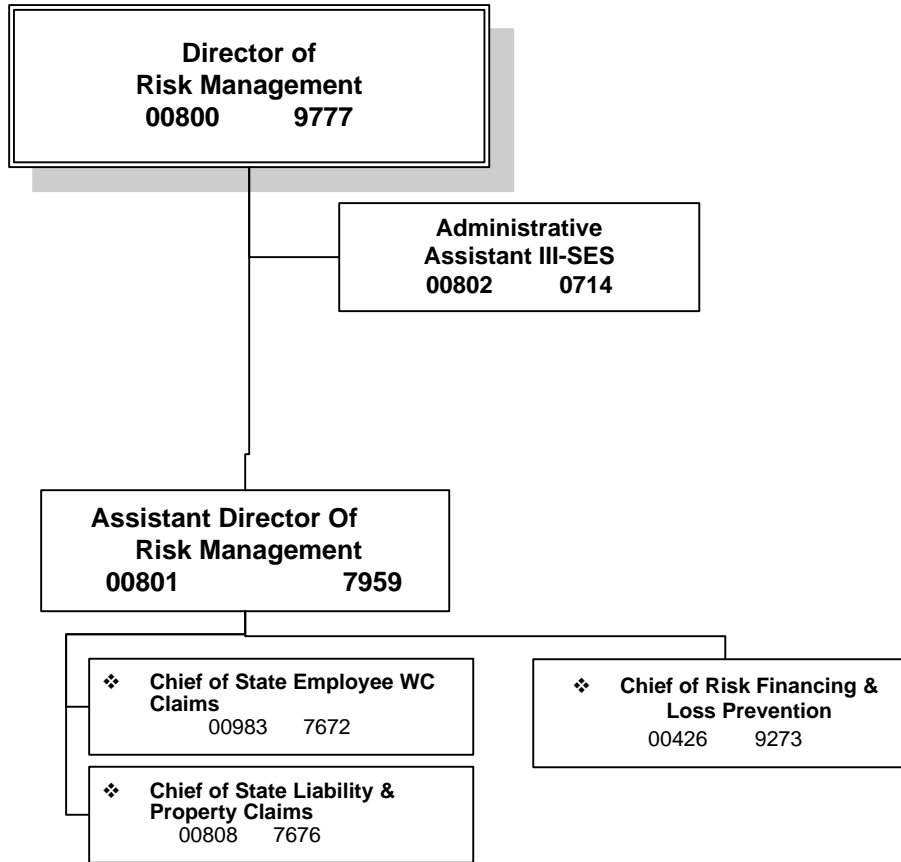 Director of
Risk Management
00800 9777
Administrative
Assistant III-SES
00802 0714
Assistant Director Of
Risk Management
00801 7959
❖ Chief of State Employee WC
Claims
00983 7672
❖ Chief of State Liability &
Property Claims
00808 7676
❖ Chief of Risk Financing &
Loss Prevention
00426 9273